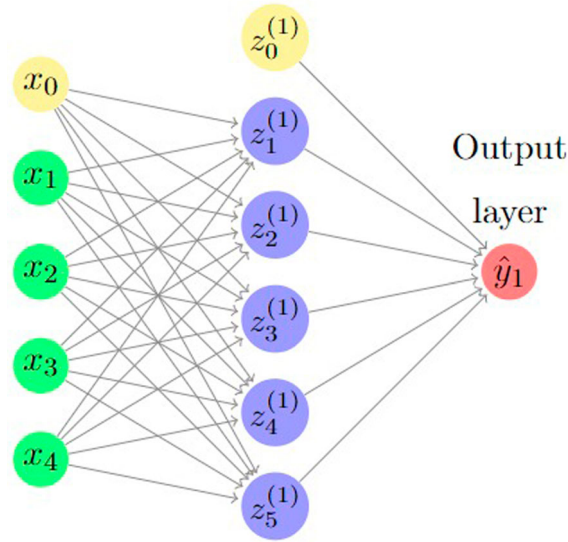 x₀
x₁
x₂
x₃
x₄
z₀⁽¹⁾
z₁⁽¹⁾
z₂⁽¹⁾
z₃⁽¹⁾
z₄⁽¹⁾
z₅⁽¹⁾
Output
layer
ŷ₁